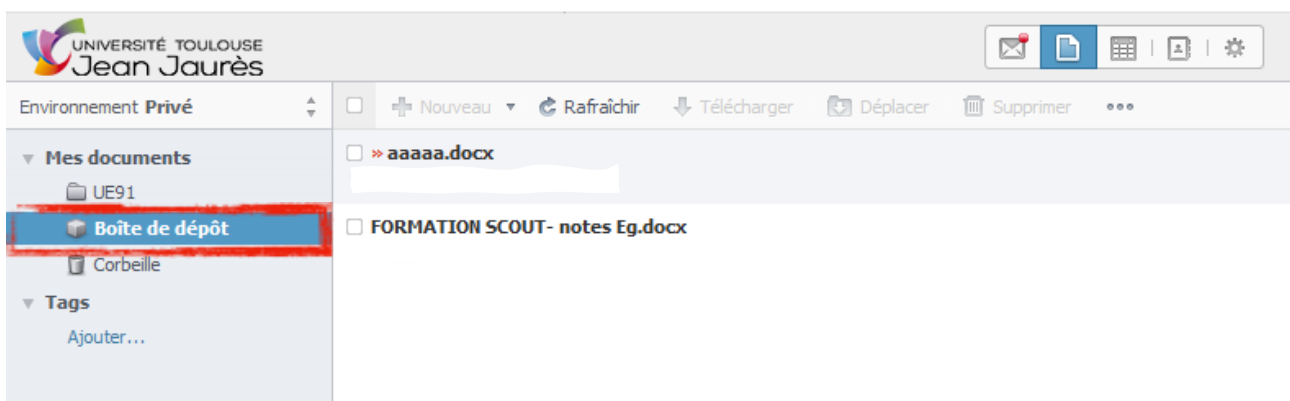 UNIVERSITÉ TOULOUSE
Jean Jaurès
Environnement Privé
Nouveau Rafraîchir Télécharger Déplacer Supprimer
Mes documents
UE91
Boîte de dépôt
Corbeille
Tags
Ajouter...
» aaaaa.docx
FORMATION SCOUT- notes Eg.docx